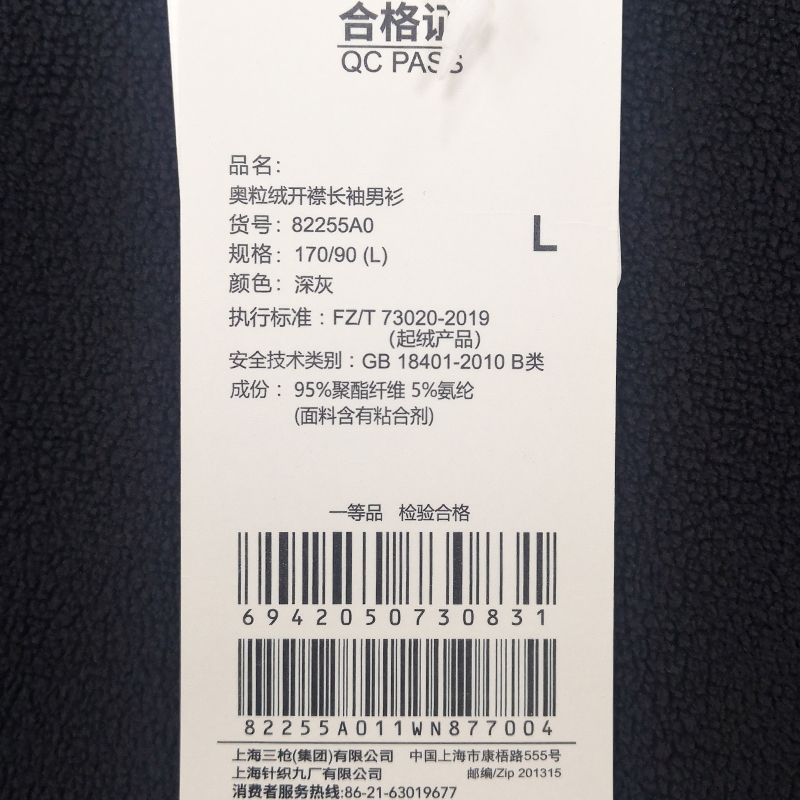 合格证
QC PASS
品名：
奥粒绒开襟长袖男衫
货号：82255A0
L
规格：170/90 (L)
颜色：深灰
执行标准：FZ/T 73020-2019
（起绒产品）
安全技术类别：GB 18401-2010 B类
成份：95%聚酯纤维 5%氨纶
(面料含有粘合剂)
一等品 检验合格
6942050730831
82255A011WN877004
上海三枪(集团)有限公司 中国上海市康梧路555号
上海针织九厂有限公司 邮编/Zip 201315
消费者服务热线:86-21-63019677